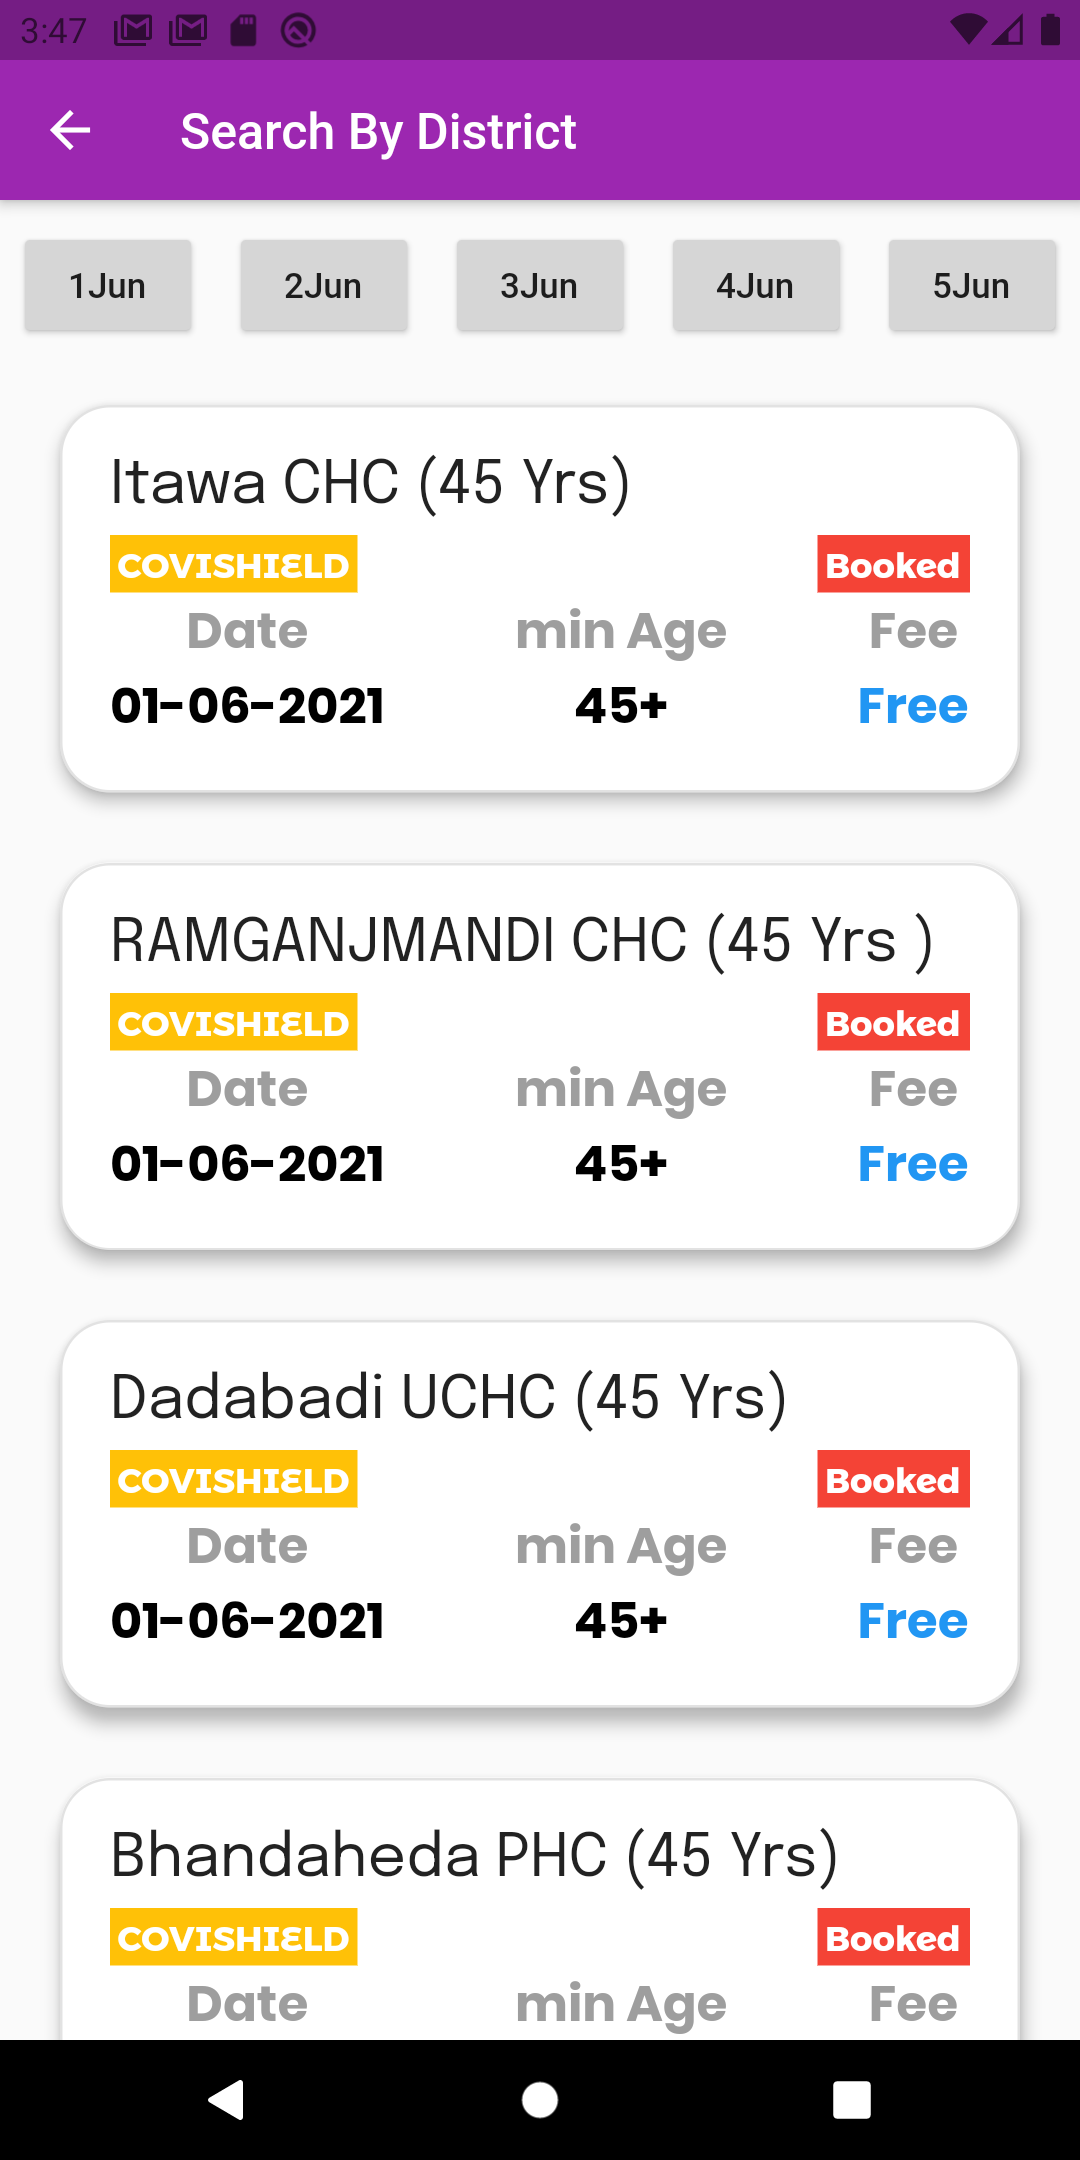 3:47
Search By District
1Jun 2Jun 3Jun 4Jun 5Jun
Itawa CHC (45 Yrs)
COVISHIELD Booked
Date min Age Fee
01-06-2021 45+ Free
RAMGANJMANDI CHC (45 Yrs )
COVISHIELD Booked
Date min Age Fee
01-06-2021 45+ Free
Dadabadi UCHC (45 Yrs)
COVISHIELD Booked
Date min Age Fee
01-06-2021 45+ Free
Bhandaheda PHC (45 Yrs)
COVISHIELD Booked
Date min Age Fee